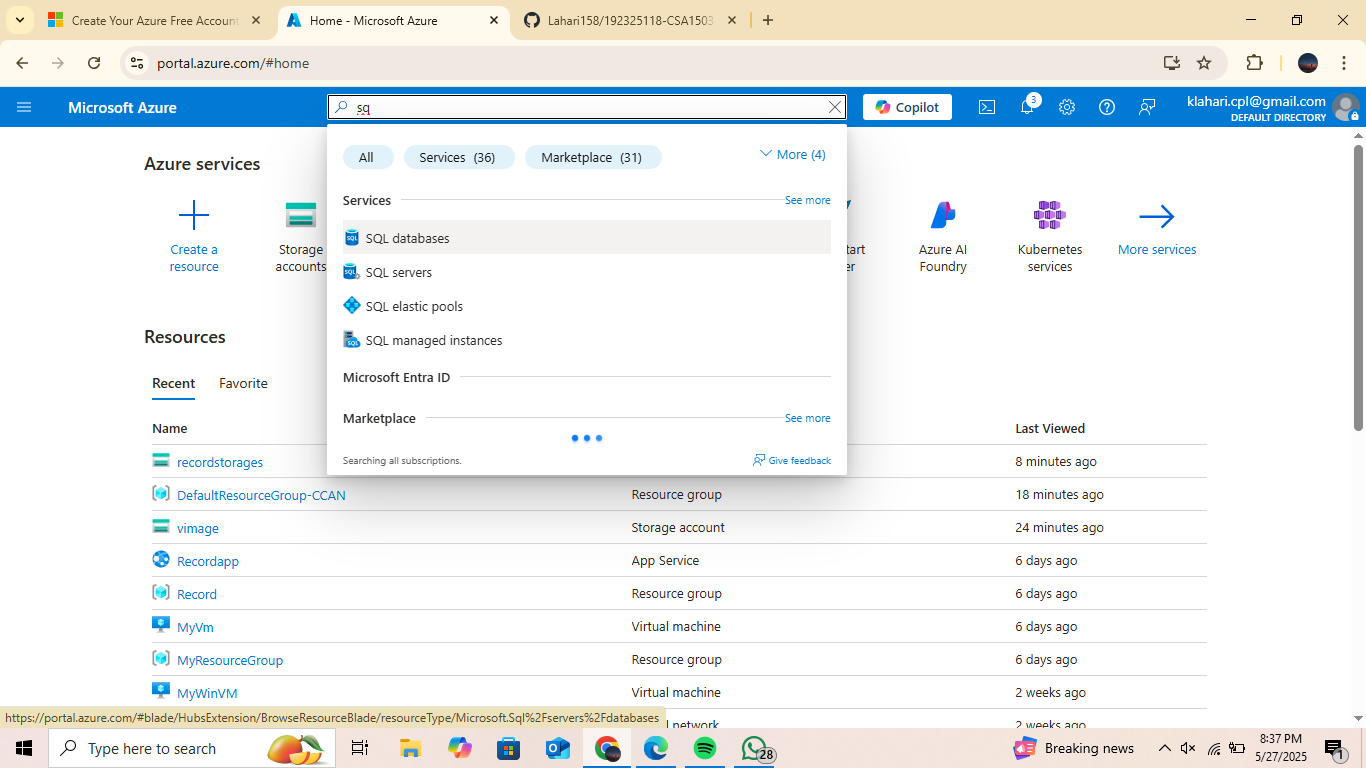 Create Your Azure Free Account
Home - Microsoft Azure
Lahari158/192325118-CSA1503
portal.azure.com/#home
Microsoft Azure
sq
Copilot
3
klahari.cpl@gmail.com
DEFAULT DIRECTORY
All
Services (36)
Marketplace (31)
More (4)
Services
See more
SQL databases
SQL servers
SQL elastic pools
SQL managed instances
Microsoft Entra ID
Marketplace
See more
Searching all subscriptions.
Give feedback
Azure services
Create a
resource
Storage
accounts
Azure AI
Foundry
Kubernetes
services
More services
Resources
Recent
Favorite
Name
Last Viewed
recordstorages
8 minutes ago
DefaultResourceGroup-CCAN
Resource group
18 minutes ago
vimage
Storage account
24 minutes ago
Recordapp
App Service
6 days ago
Record
Resource group
6 days ago
MyVm
Virtual machine
6 days ago
MyResourceGroup
Resource group
6 days ago
MyWinVM
Virtual machine
2 weeks ago
network
2 weeks ago
https://portal.azure.com/#blade/HubsExtension/BrowseResourceBlade/resourceType/Microsoft.Sql%2Fservers%2Fdatabases
Type here to search
28
Breaking news
8:37 PM
5/27/2025
1